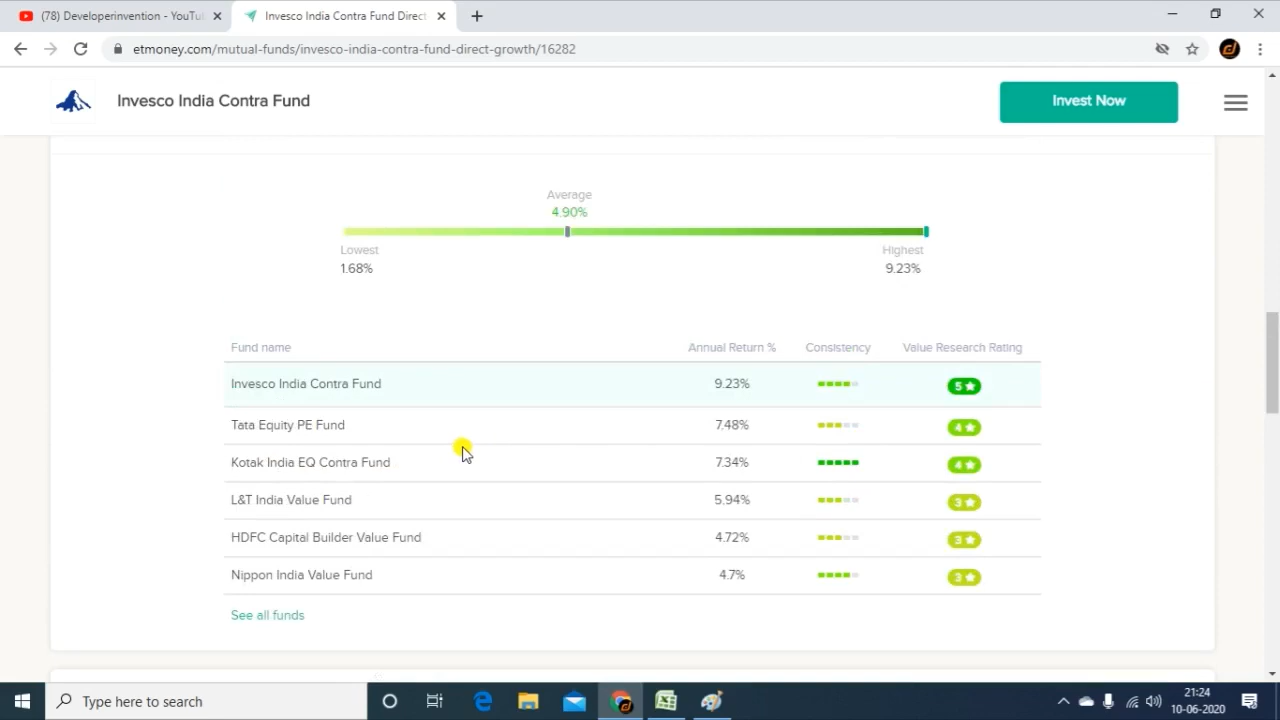 (78) Developerinvention - YouTu
Invesco India Contra Fund Direct
etmoney.com/mutual-funds/invesco-india-contra-fund-direct-growth/16282
Invesco India Contra Fund
Invest Now
Average
4.90%
Lowest
Highest
1.68%
9.23%
Fund name Annual Return % Consistency Value Research Rating
Invesco India Contra Fund 9.23% 5★
Tata Equity PE Fund 7.48% 4★
Kotak India EQ Contra Fund 7.34% 4★
L&T India Value Fund 5.94% 3★
HDFC Capital Builder Value Fund 4.72% 3★
Nippon India Value Fund 4.7% 3★
See all funds
Type here to search
21:24
10-06-2020